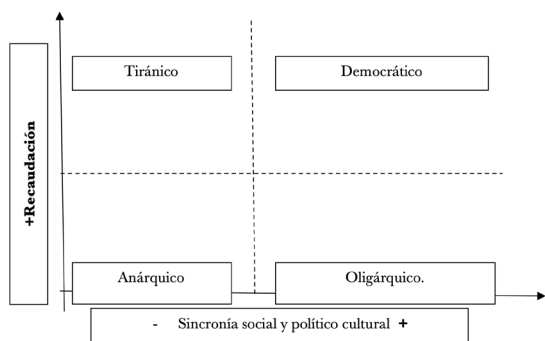 Tiránico
Democrático
+Recaudación
Anárquico
Oligárquico.
- Sincronía social y político cultural +